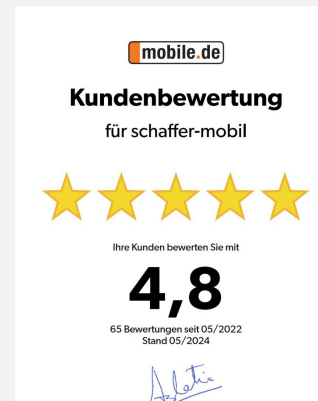 mobile.de
Kundenbewertung
für schaffer-mobil
Ihre Kunden bewerten Sie mit
4,8
65 Bewertungen seit 05/2022
Stand 05/2024